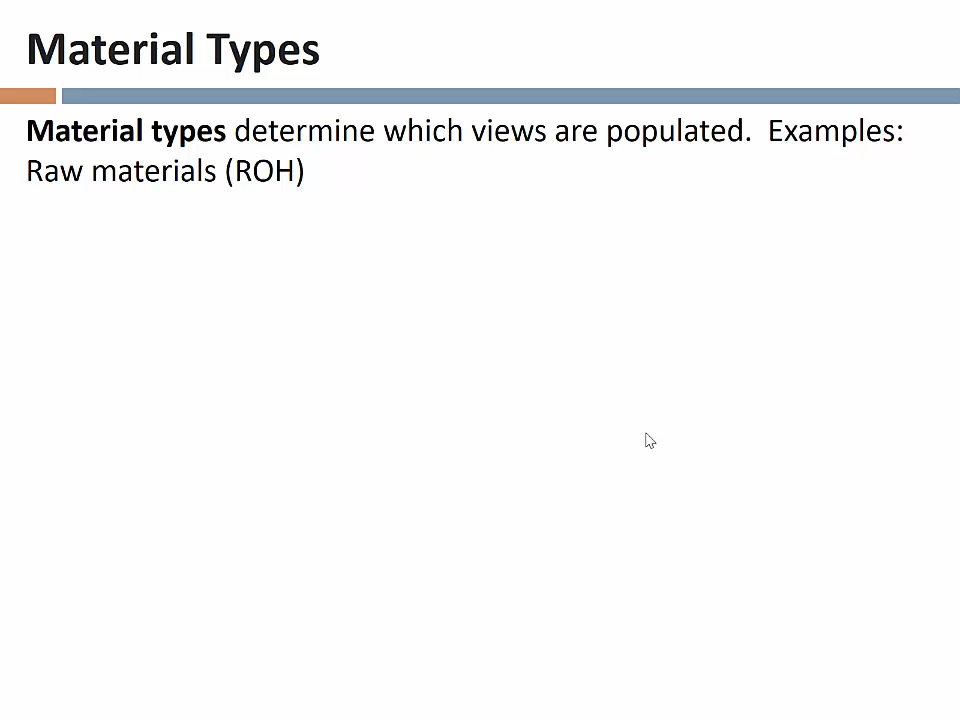 Material Types
Material types determine which views are populated.  Examples:
Raw materials (ROH)